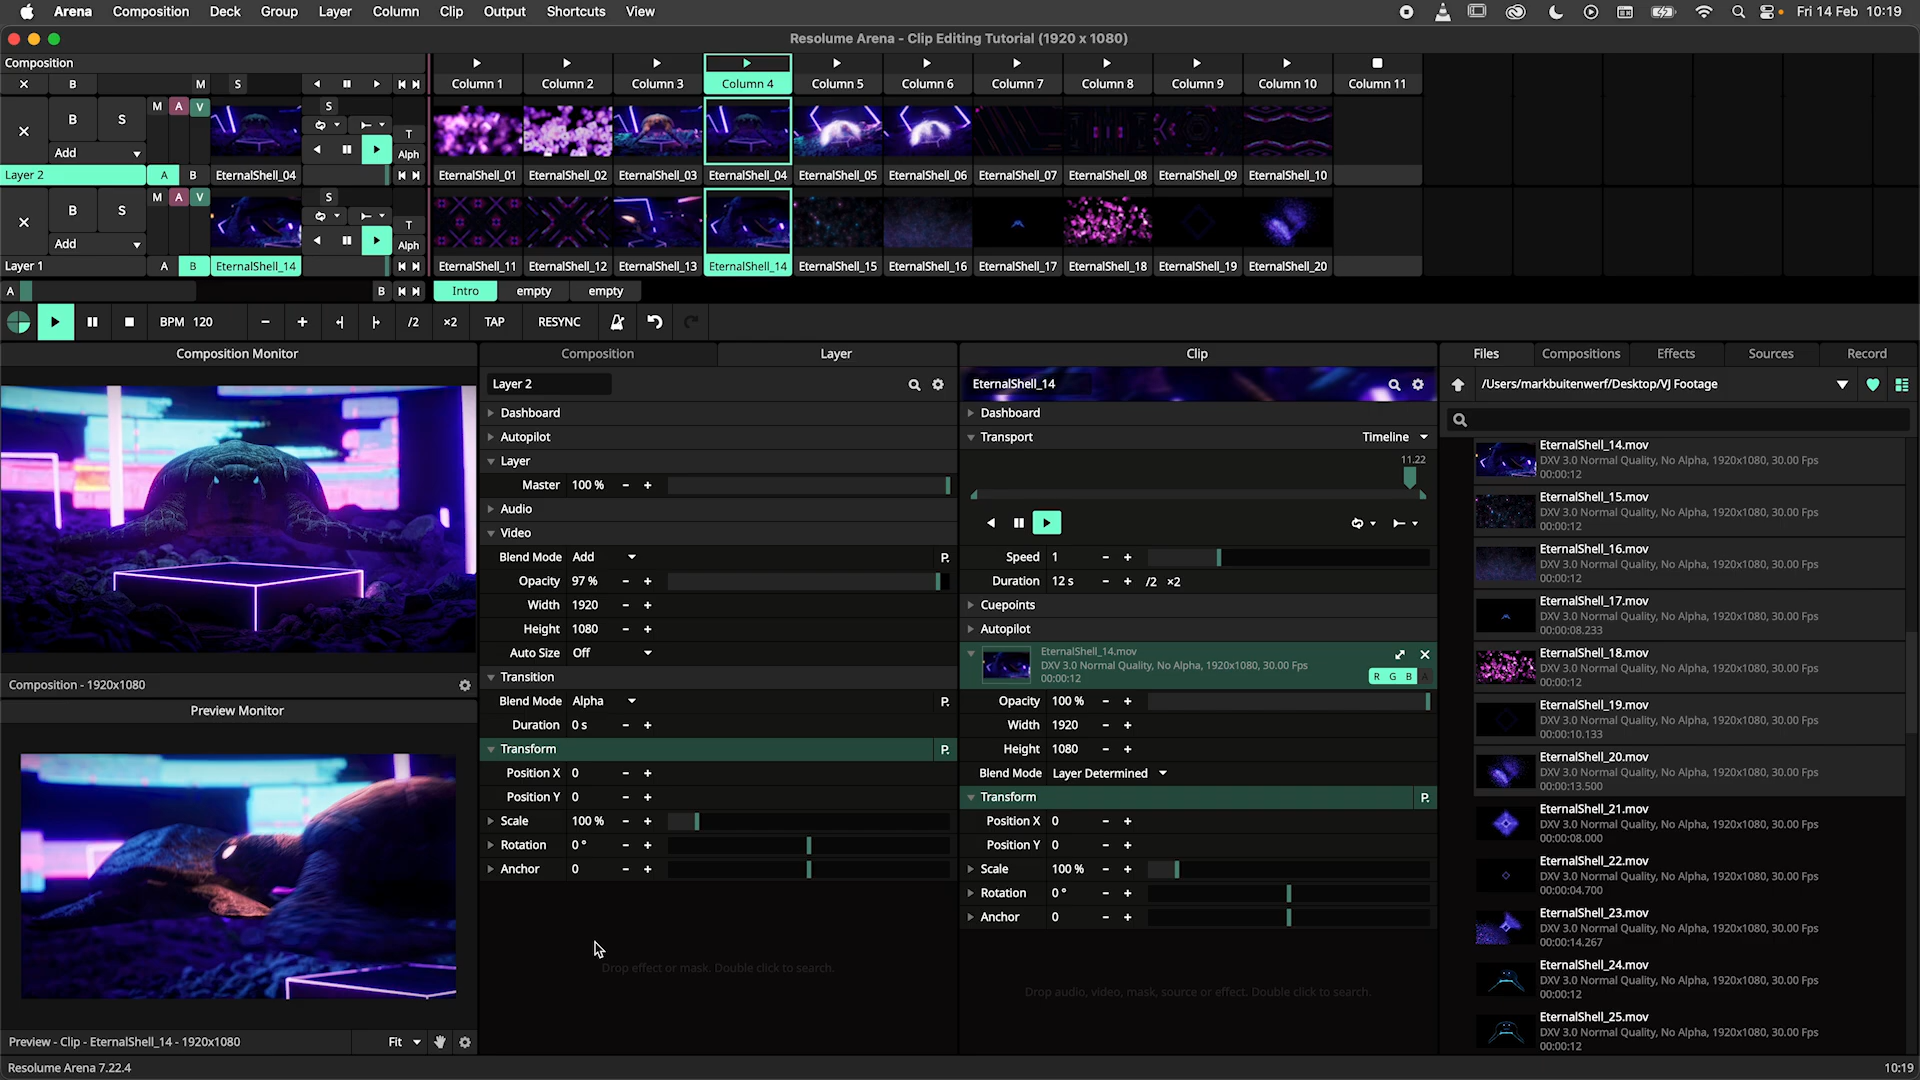 Arena Composition Deck Group Layer Column Clip Output Shortcuts View Fri 14 Feb 10:19
Resolume Arena - Clip Editing Tutorial (1920 x 1080)
Composition
B M S
Column 1 Column 2 Column 3 Column 4 Column 5 Column 6 Column 7 Column 8 Column 9 Column 10 Column 11
M A V S
B S T
Add Alph
Layer 2 A B EternalShell_04 EternalShell_01 EternalShell_02 EternalShell_03 EternalShell_04 EternalShell_05 EternalShell_06 EternalShell_07 EternalShell_08 EternalShell_09 EternalShell_10
M A V S
B S T
Add Alph
Layer 1 A B EternalShell_14 EternalShell_11 EternalShell_12 EternalShell_13 EternalShell_14 EternalShell_15 EternalShell_16 EternalShell_17 EternalShell_18 EternalShell_19 EternalShell_20
A B Intro empty empty
BPM 120 - + /2 ×2 TAP RESYNC
Composition Monitor
Composition - 1920x1080
Preview Monitor
Preview - Clip - EternalShell_14 - 1920x1080 Fit
Composition Layer
Layer 2
Dashboard
Autopilot
Layer
Master 100 % - +
Audio
Video
Blend Mode Add P.
Opacity 97 % - +
Width 1920 - +
Height 1080 - +
Auto Size Off
Transition
Blend Mode Alpha P.
Duration 0 s - +
Transform P.
Position X 0 - +
Position Y 0 - +
Scale 100 % - +
Rotation 0 ° - +
Anchor 0 - +
Drop effect or mask. Double click to search.
Clip
EternalShell_14
Dashboard
Transport Timeline
11.22
Speed 1 - +
Duration 12 s - + /2 ×2
Cuepoints
Autopilot
EternalShell_14.mov
DXV 3.0 Normal Quality, No Alpha, 1920x1080, 30.00 Fps
00:00:12 R G B A
Opacity 100 % - +
Width 1920 - +
Height 1080 - +
Blend Mode Layer Determined
Transform P.
Position X 0 - +
Position Y 0 - +
Scale 100 % - +
Rotation 0 ° - +
Anchor 0 - +
Drop audio, video, mask, source or effect. Double click to search.
Files Compositions Effects Sources Record
/Users/markbuitenwerf/Desktop/VJ Footage
EternalShell_14.mov
DXV 3.0 Normal Quality, No Alpha, 1920x1080, 30.00 Fps
00:00:12
EternalShell_15.mov
DXV 3.0 Normal Quality, No Alpha, 1920x1080, 30.00 Fps
00:00:12
EternalShell_16.mov
DXV 3.0 Normal Quality, No Alpha, 1920x1080, 30.00 Fps
00:00:12
EternalShell_17.mov
DXV 3.0 Normal Quality, No Alpha, 1920x1080, 30.00 Fps
00:00:08.233
EternalShell_18.mov
DXV 3.0 Normal Quality, No Alpha, 1920x1080, 30.00 Fps
00:00:12
EternalShell_19.mov
DXV 3.0 Normal Quality, No Alpha, 1920x1080, 30.00 Fps
00:00:10.133
EternalShell_20.mov
DXV 3.0 Normal Quality, No Alpha, 1920x1080, 30.00 Fps
00:00:13.500
EternalShell_21.mov
DXV 3.0 Normal Quality, No Alpha, 1920x1080, 30.00 Fps
00:00:08.000
EternalShell_22.mov
DXV 3.0 Normal Quality, No Alpha, 1920x1080, 30.00 Fps
00:00:04.700
EternalShell_23.mov
DXV 3.0 Normal Quality, No Alpha, 1920x1080, 30.00 Fps
00:00:14.267
EternalShell_24.mov
DXV 3.0 Normal Quality, No Alpha, 1920x1080, 30.00 Fps
00:00:12
EternalShell_25.mov
DXV 3.0 Normal Quality, No Alpha, 1920x1080, 30.00 Fps
00:00:12
Resolume Arena 7.22.4 10:19